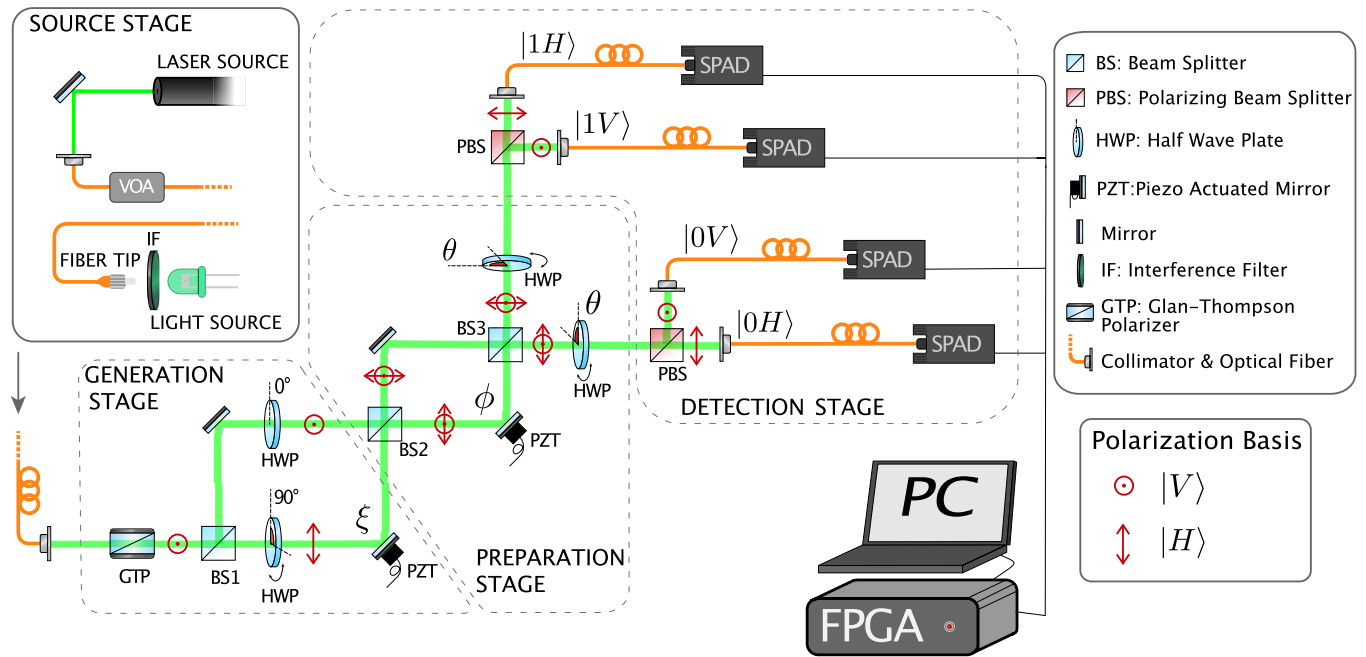 SOURCE STAGE
LASER SOURCE
VOA
IF
FIBER TIP
LIGHT SOURCE
|1H⟩
SPAD
|1V⟩
PBS
SPAD
|0V⟩
SPAD
|0H⟩
SPAD
PBS
DETECTION STAGE
θ
HWP
θ
BS3
HWP
ϕ
PZT
BS2
GENERATION
STAGE
0°
HWP
90°
ξ
GTP
BS1
HWP
PZT
PREPARATION
STAGE
PC
FPGA
BS: Beam Splitter
PBS: Polarizing Beam Splitter
HWP: Half Wave Plate
PZT:Piezo Actuated Mirror
Mirror
IF: Interference Filter
GTP: Glan-Thompson
Polarizer
Collimator & Optical Fiber
Polarization Basis
|V⟩
|H⟩